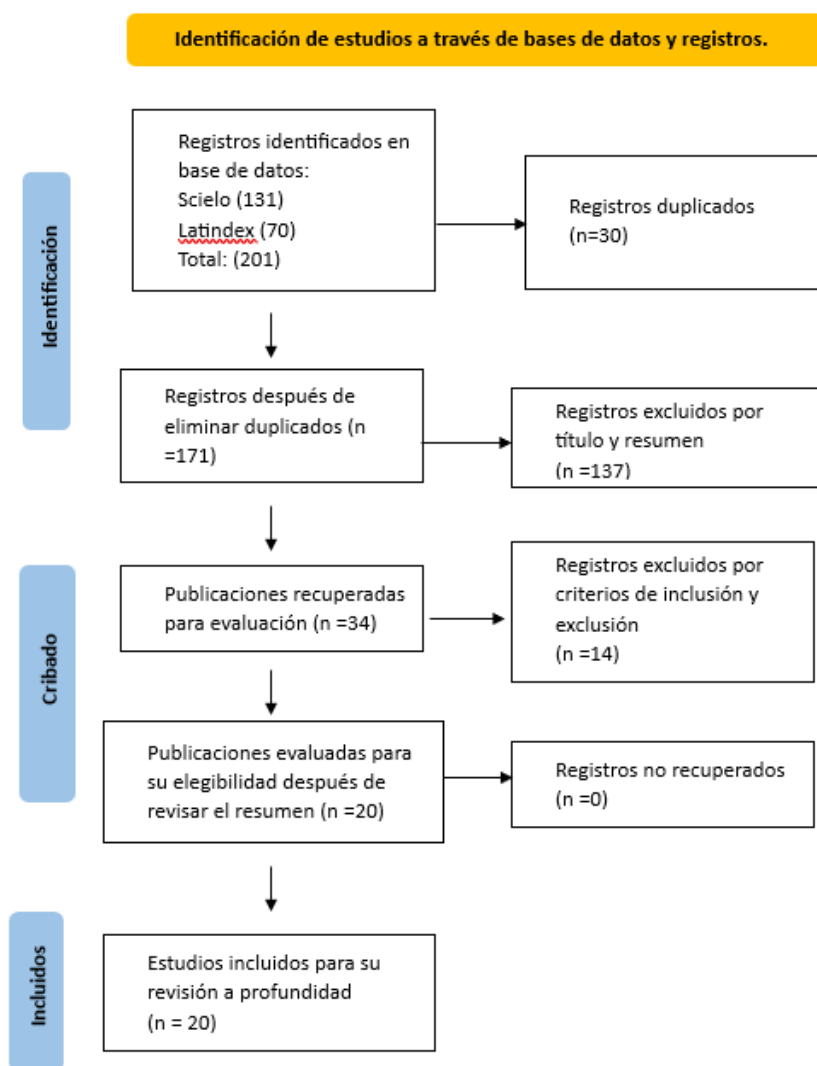 Identificación de estudios a través de bases de datos y registros.
Identificación
Registros identificados en
base de datos:
Scielo (131)
Latindex (70)
Total: (201)
Registros duplicados
(n=30)
Registros después de
eliminar duplicados (n
=171)
Registros excluidos por
título y resumen
(n =137)
Cribado
Publicaciones recuperadas
para evaluación (n =34)
Registros excluidos por
criterios de inclusión y
exclusión
(n =14)
Publicaciones evaluadas para
su elegibilidad después de
revisar el resumen (n =20)
Registros no recuperados
(n =0)
Incluidos
Estudios incluidos para su
revisión a profundidad
(n = 20)